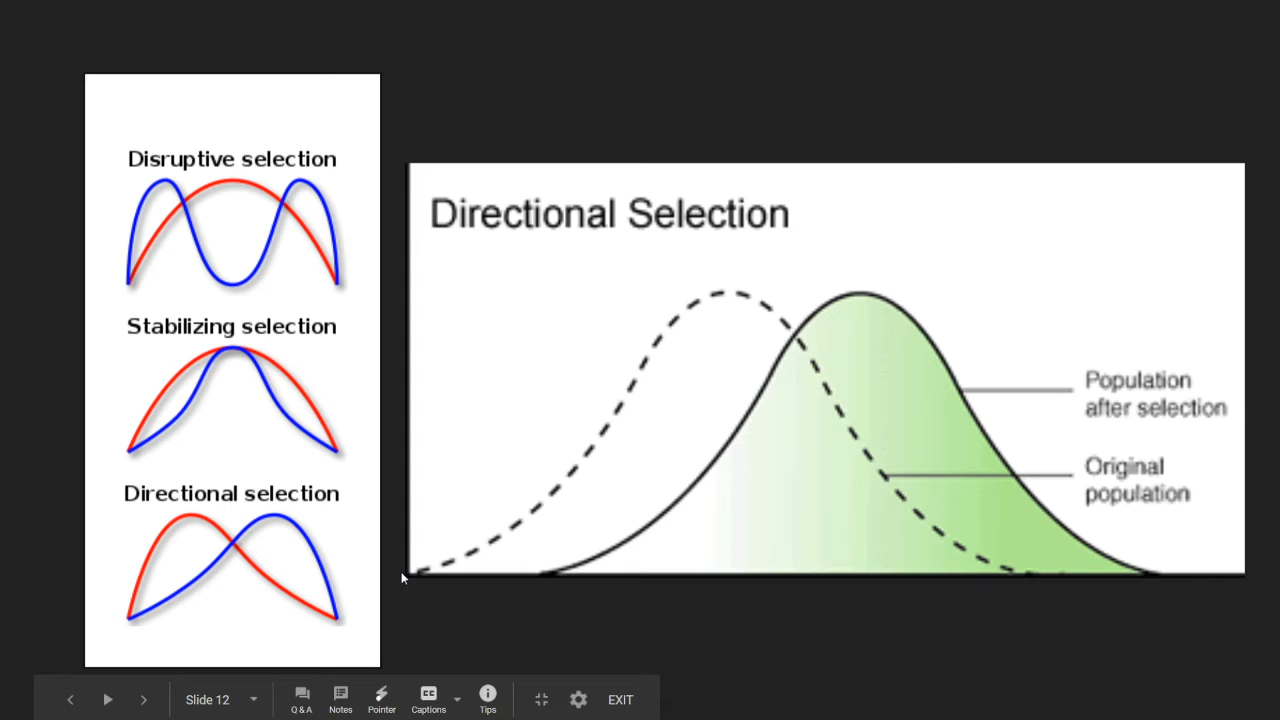 Disruptive selection
Stabilizing selection
Directional selection
Directional Selection
Population
after selection
Original
population
Slide 12
Q & A
Notes
Pointer
CC
Captions
Tips
EXIT